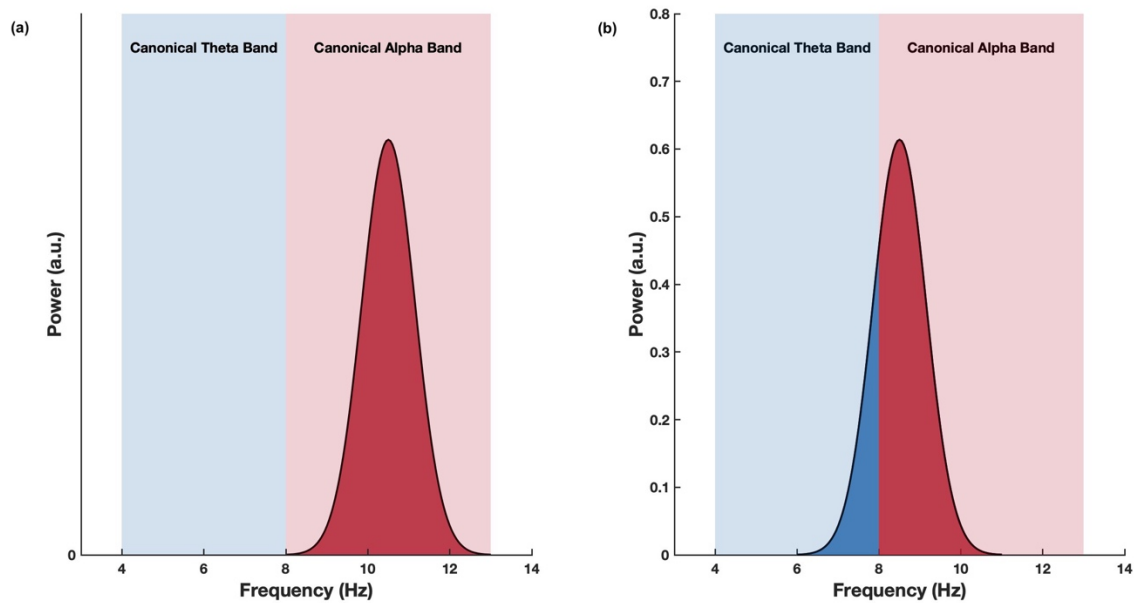 (a)
Canonical Theta Band Canonical Alpha Band
Power (a.u.)
0
4 6 8 10 12 14
Frequency (Hz)
(b)
Canonical Theta Band Canonical Alpha Band
Power (a.u.)
0.8
0.7
0.6
0.5
0.4
0.3
0.2
0.1
0
4 6 8 10 12 14
Frequency (Hz)